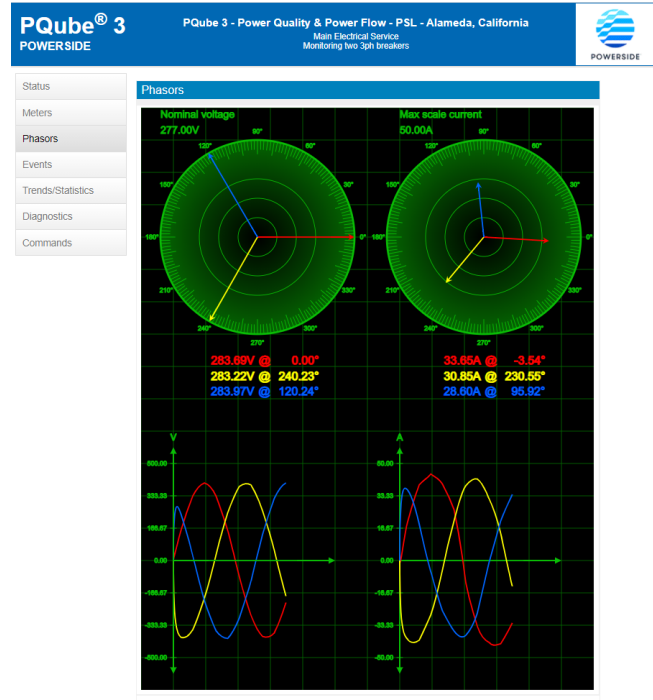 PQube® 3
POWERSIDE
PQube 3 - Power Quality & Power Flow - PSL - Alameda, California
Main Electrical Service
Monitoring two 3ph breakers
POWERSIDE
Status
Meters
Phasors
Events
Trends/Statistics
Diagnostics
Commands
Phasors
Nominal voltage
277.00V
90°
120°
60°
150°
30°
180°
0°
210°
330°
240°
300°
270°
283.69V @ 0.00°
283.22V @ 240.23°
283.97V @ 120.24°
Max scale current
50.00A
90°
120°
60°
150°
30°
180°
0°
210°
330°
240°
300°
270°
33.65A @ -3.54°
30.85A @ 230.55°
28.60A @ 95.92°
V
500.00
333.33
166.67
0.00
-166.67
-333.33
-500.00
A
50.00
33.33
16.67
0.00
-16.67
-33.33
-50.00